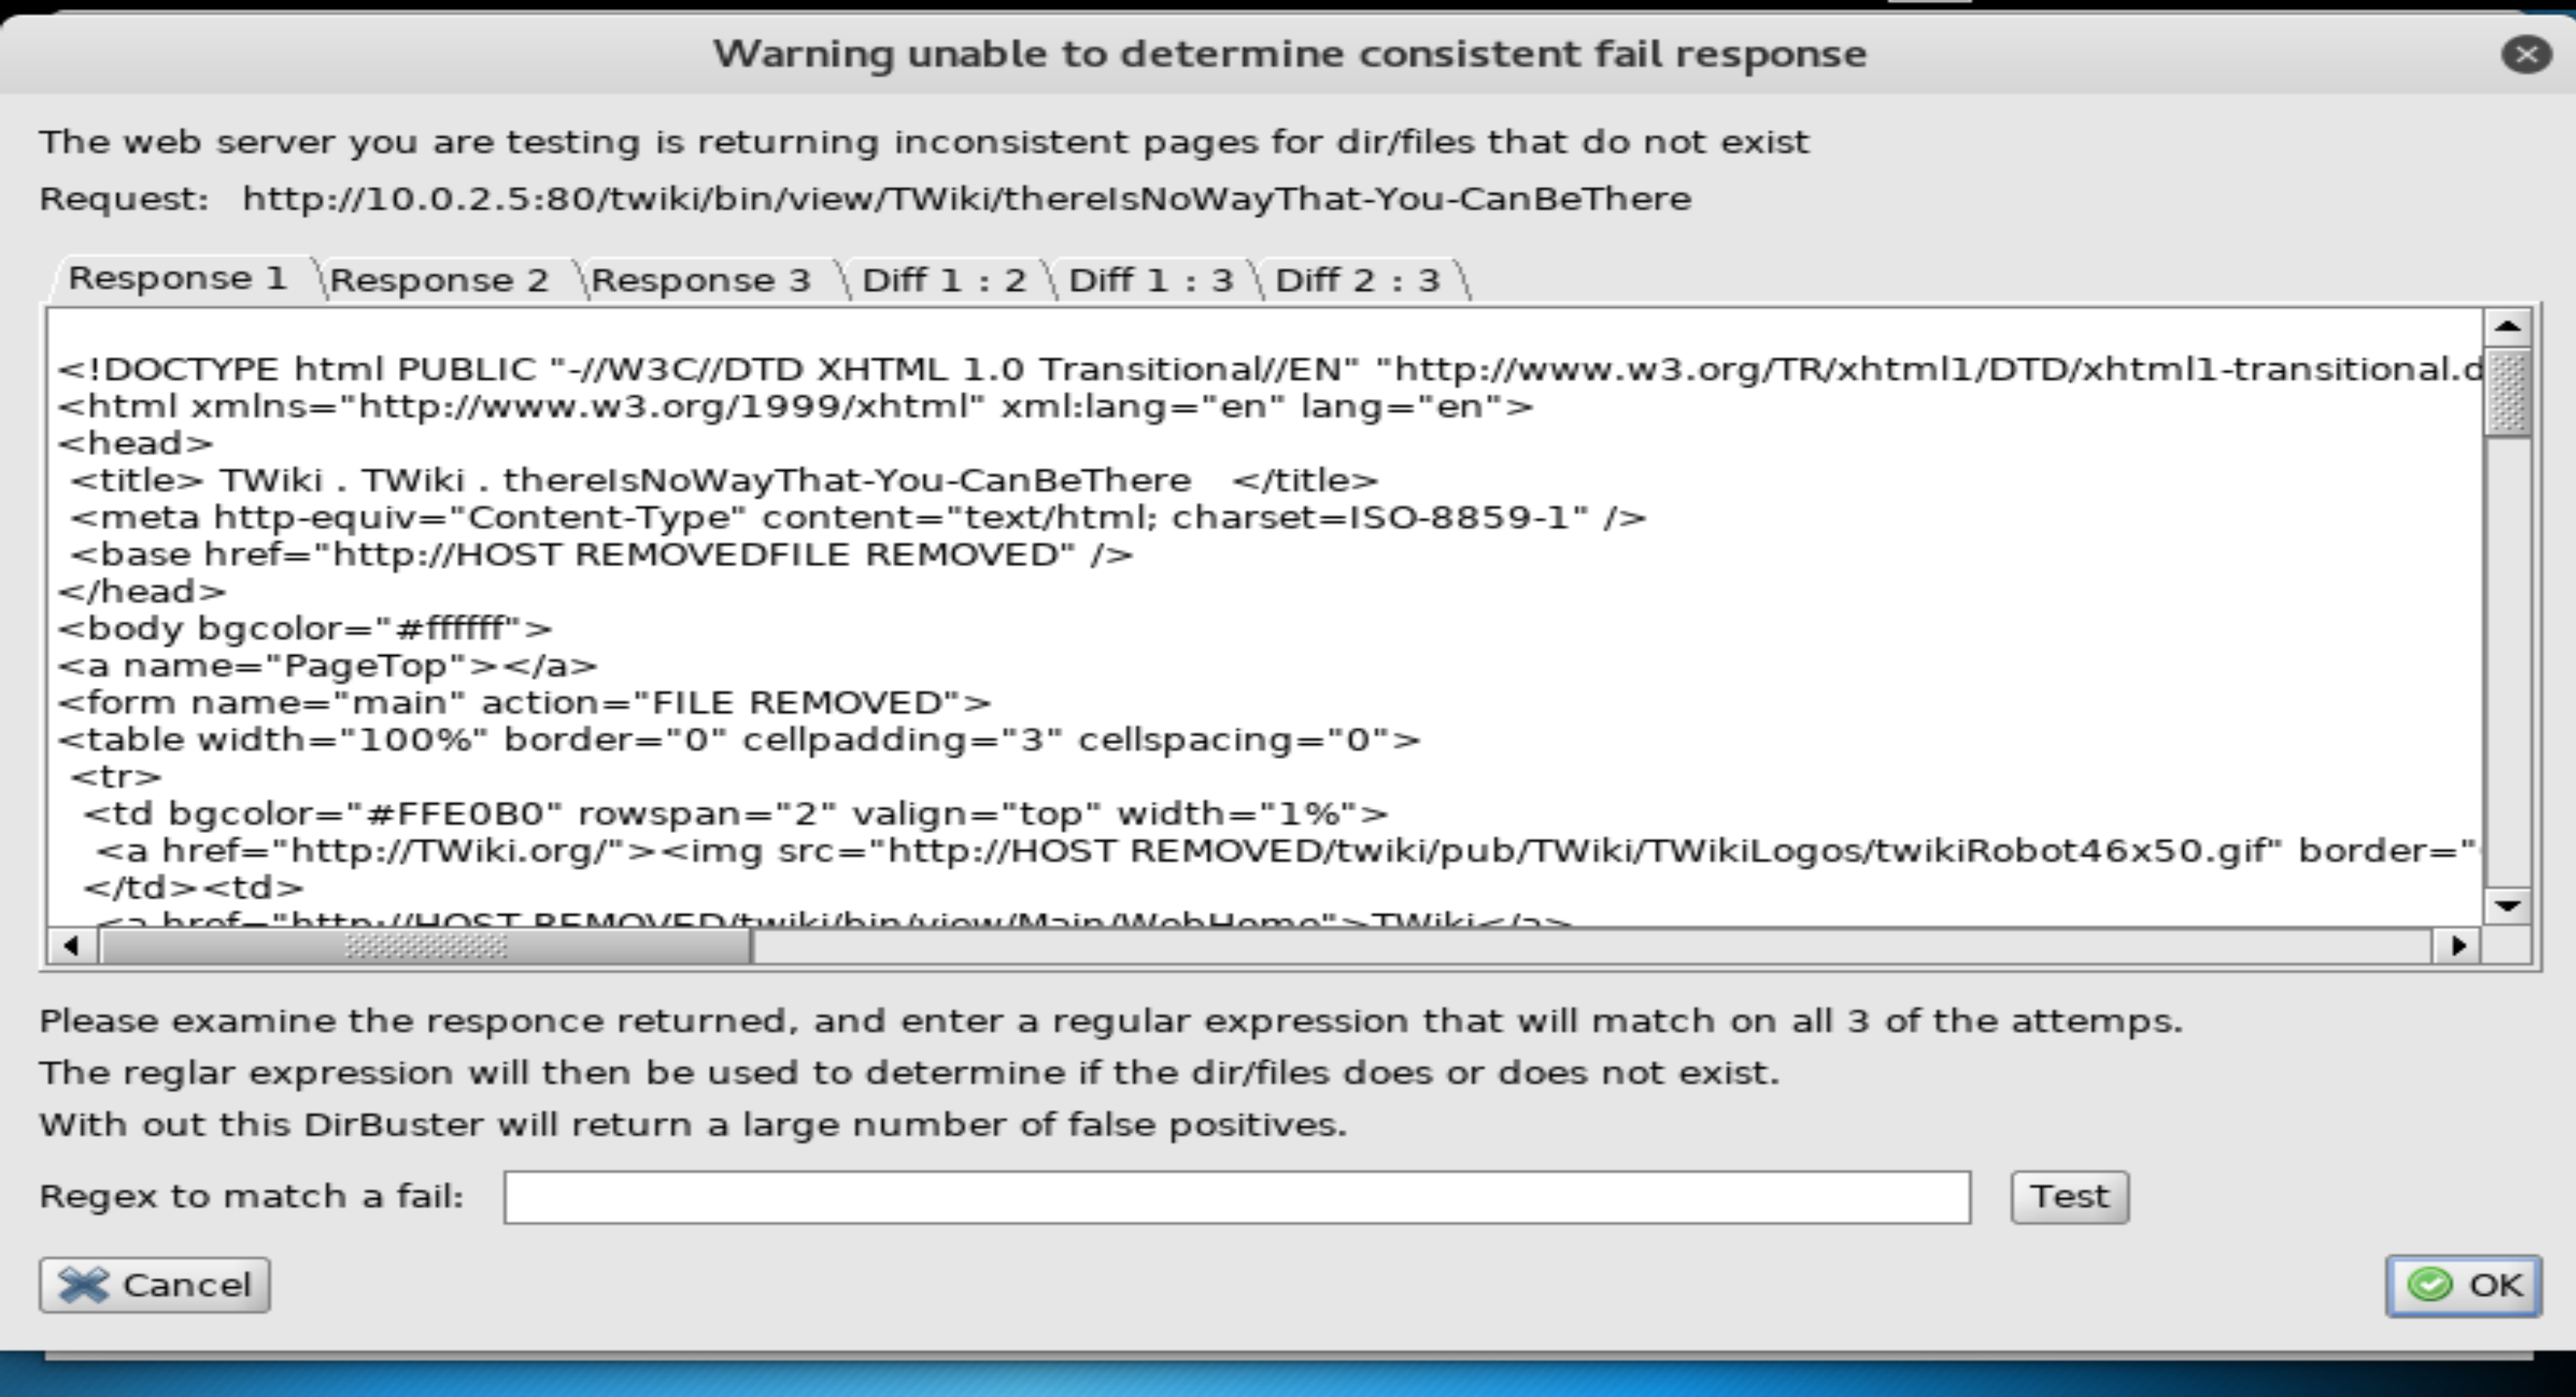 Warning unable to determine consistent fail response
The web server you are testing is returning inconsistent pages for dir/files that do not exist
Request: http://10.0.2.5:80/twiki/bin/view/TWiki/thereIsNoWayThat-You-CanBeThere
Response 1 Response 2 Response 3 Diff 1 : 2 Diff 1 : 3 Diff 2 : 3
<!DOCTYPE html PUBLIC "-//W3C//DTD XHTML 1.0 Transitional//EN" "http://www.w3.org/TR/xhtml1/DTD/xhtml1-transitional.d
<html xmlns="http://www.w3.org/1999/xhtml" xml:lang="en" lang="en">
<head>
<title> TWiki . TWiki . thereIsNoWayThat-You-CanBeThere </title>
<meta http-equiv="Content-Type" content="text/html; charset=ISO-8859-1" />
<base href="http://HOST REMOVEDFILE REMOVED" />
</head>
<body bgcolor="#ffffff">
<a name="PageTop"></a>
<form name="main" action="FILE REMOVED">
<table width="100%" border="0" cellpadding="3" cellspacing="0">
<tr>
<td bgcolor="#FFE0B0" rowspan="2" valign="top" width="1%">
<a href="http://TWiki.org/"><img src="http://HOST REMOVED/twiki/pub/TWiki/TWikiLogos/twikiRobot46x50.gif" border="
</td><td>
<a href="http://HOST REMOVED/twiki/bin/view/Main/WebHome">TWiki</a>
Please examine the responce returned, and enter a regular expression that will match on all 3 of the attemps.
The reglar expression will then be used to determine if the dir/files does or does not exist.
With out this DirBuster will return a large number of false positives.
Regex to match a fail: Test
Cancel OK